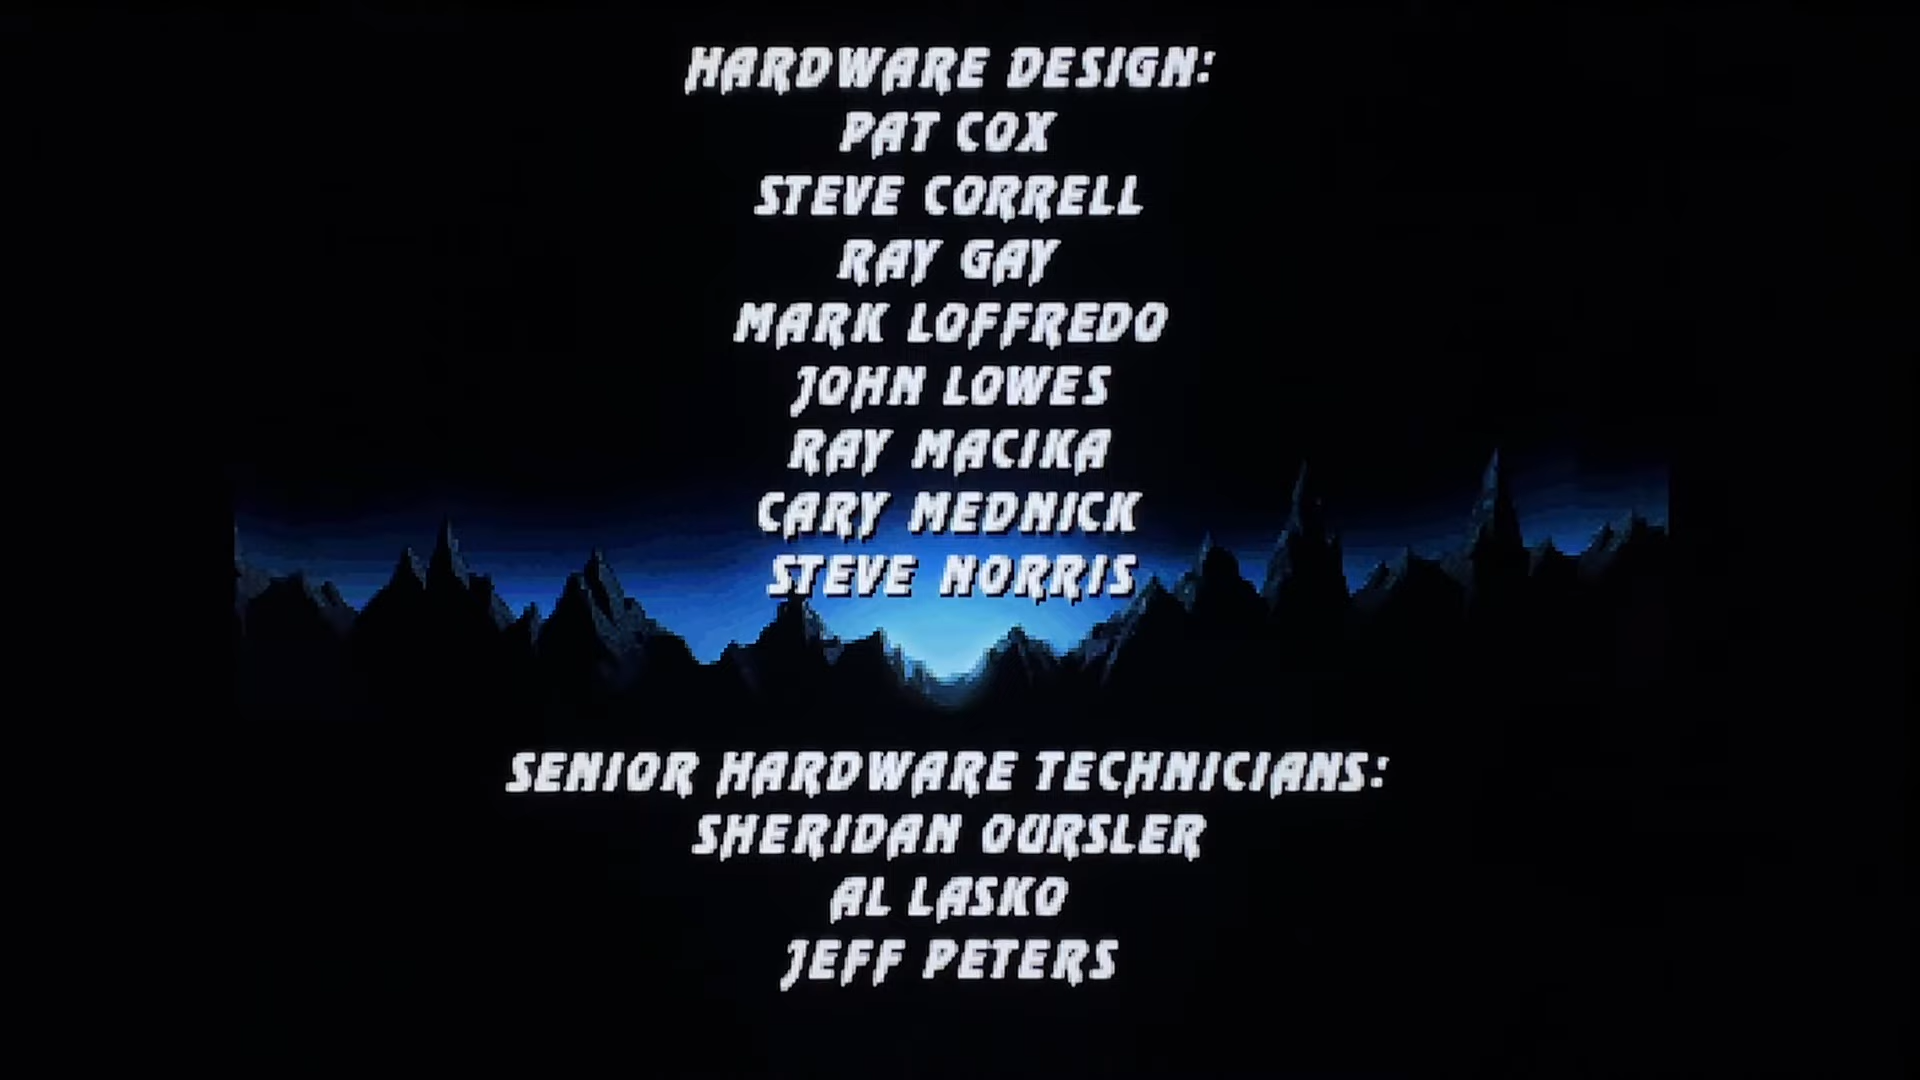 HARDWARE DESIGN:
PAT COX
STEVE CORRELL
RAY GAY
MARK LOFFREDO
JOHN LOWES
RAY MACIKA
CARY MEDNICK
STEVE NORRIS
SENIOR HARDWARE TECHNICIANS:
SHERIDAN OURSLER
AL LASKO
JEFF PETERS